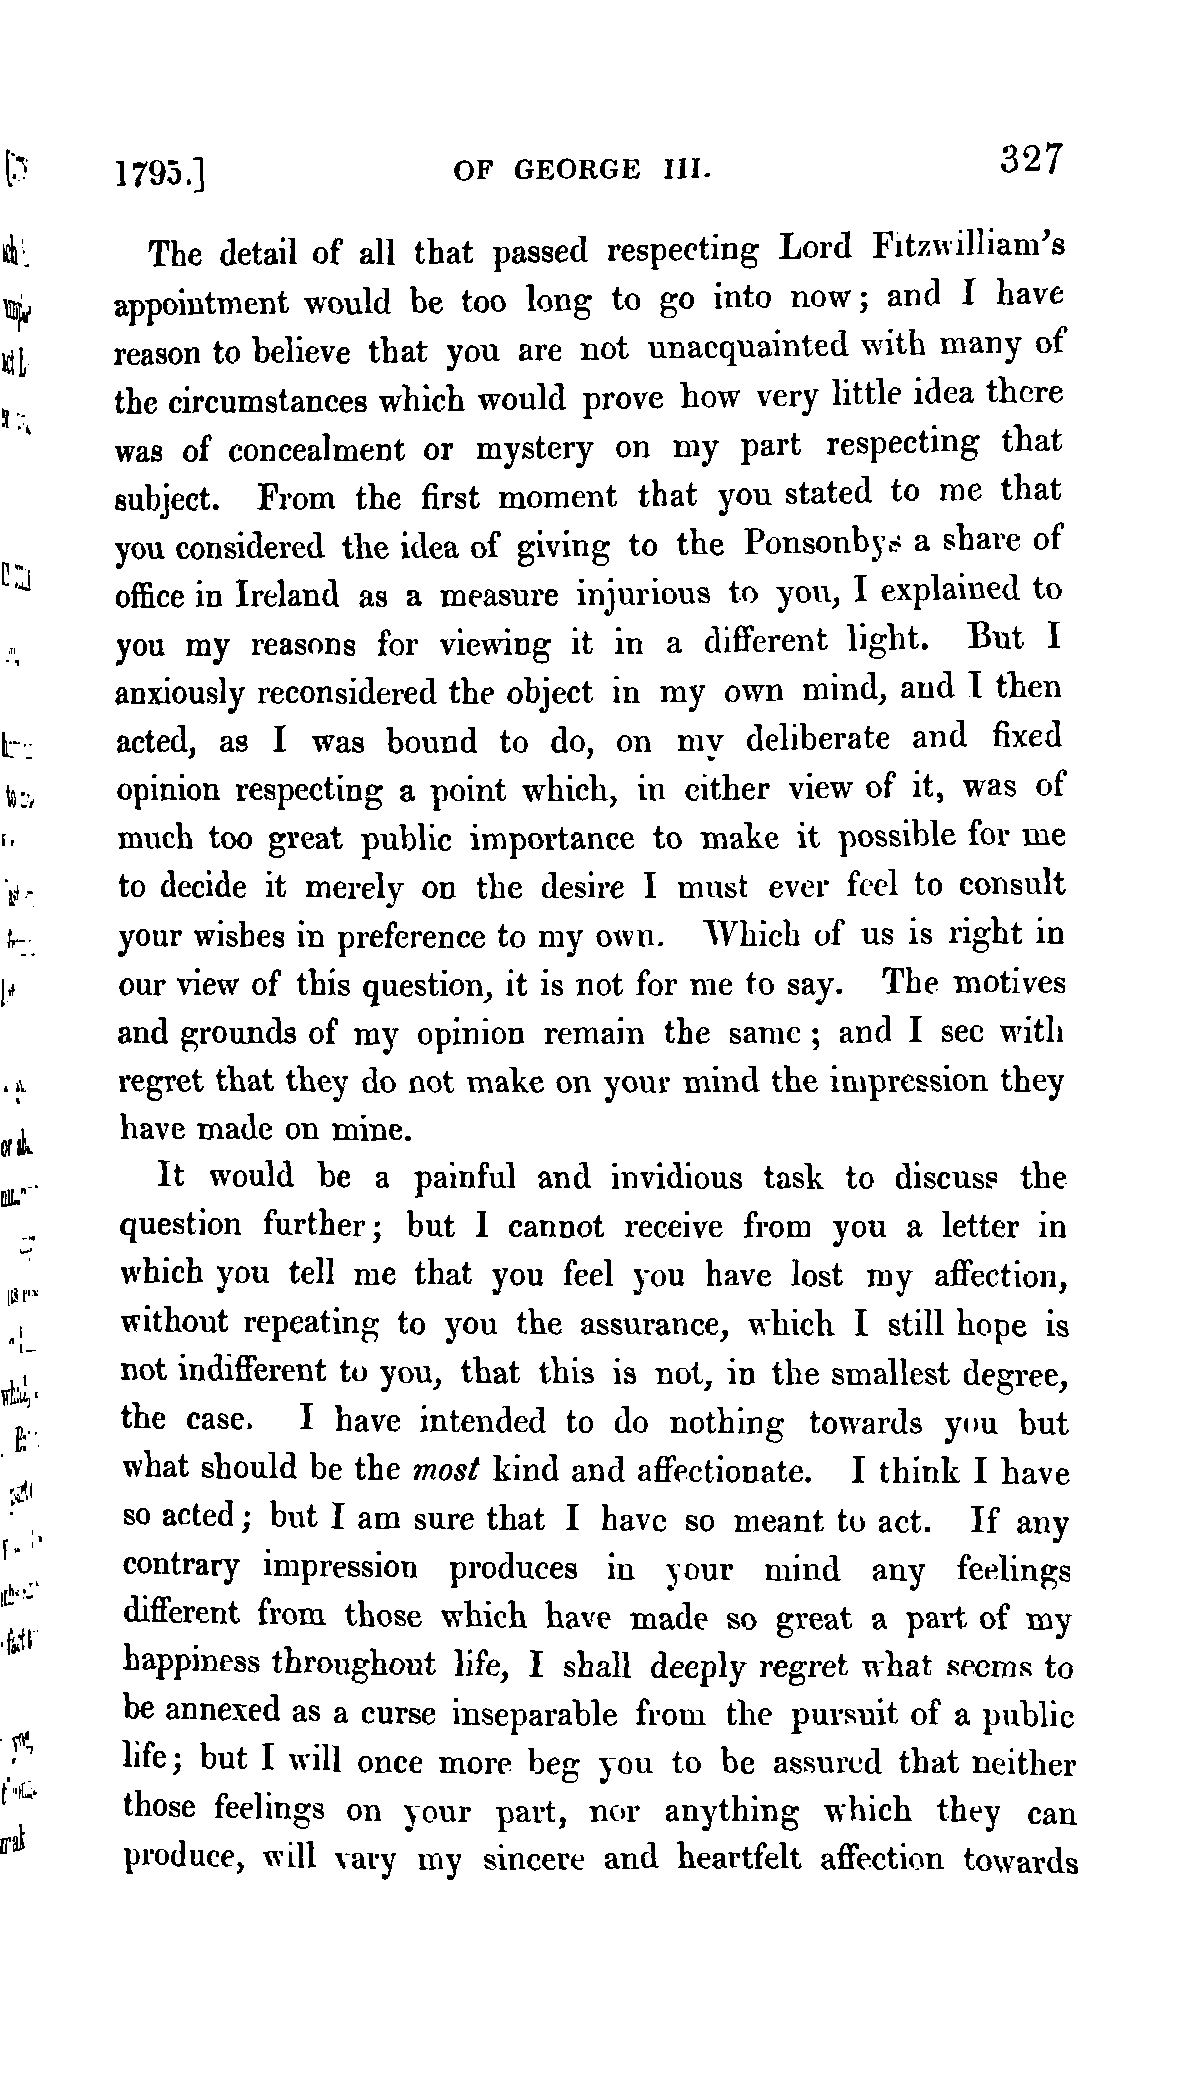 1795.] OF GEORGE III. 327
The detail of all that passed respecting Lord Fitzwilliam's
appointment would be too long to go into now; and I have
reason to believe that you are not unacquainted with many of
the circumstances which would prove how very little idea there
was of concealment or mystery on my part respecting that
subject. From the first moment that you stated to me that
you considered the idea of giving to the Ponsonbys a share of
office in Ireland as a measure injurious to you, I explained to
you my reasons for viewing it in a different light. But I
anxiously reconsidered the object in my own mind, and I then
acted, as I was bound to do, on my deliberate and fixed
opinion respecting a point which, in either view of it, was of
much too great public importance to make it possible for me
to decide it merely on the desire I must ever feel to consult
your wishes in preference to my own. Which of us is right in
our view of this question, it is not for me to say. The motives
and grounds of my opinion remain the same; and I see with
regret that they do not make on your mind the impression they
have made on mine.
It would be a painful and invidious task to discuss the
question further; but I cannot receive from you a letter in
which you tell me that you feel you have lost my affection,
without repeating to you the assurance, which I still hope is
not indifferent to you, that this is not, in the smallest degree,
the case. I have intended to do nothing towards you but
what should be the most kind and affectionate. I think I have
so acted; but I am sure that I have so meant to act. If any
contrary impression produces in your mind any feelings
different from those which have made so great a part of my
happiness throughout life, I shall deeply regret what seems to
be annexed as a curse inseparable from the pursuit of a public
life; but I will once more beg you to be assured that neither
those feelings on your part, nor anything which they can
produce, will vary my sincere and heartfelt affection towards